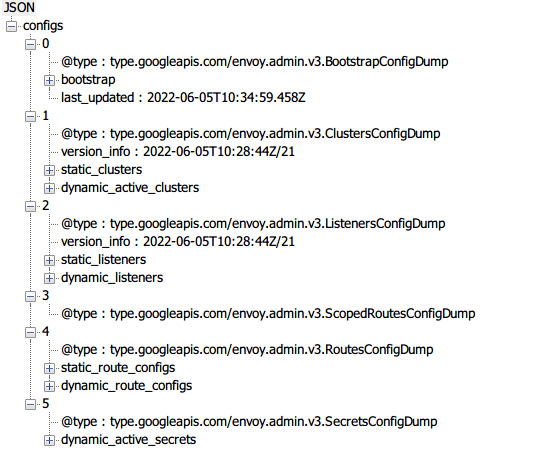 JSON
configs
0
@type : type.googleapis.com/envoy.admin.v3.BootstrapConfigDump
bootstrap
last_updated : 2022-06-05T10:34:59.458Z
1
@type : type.googleapis.com/envoy.admin.v3.ClustersConfigDump
version_info : 2022-06-05T10:28:44Z/21
static_clusters
dynamic_active_clusters
2
@type : type.googleapis.com/envoy.admin.v3.ListenersConfigDump
version_info : 2022-06-05T10:28:44Z/21
static_listeners
dynamic_listeners
3
@type : type.googleapis.com/envoy.admin.v3.ScopedRoutesConfigDump
4
@type : type.googleapis.com/envoy.admin.v3.RoutesConfigDump
static_route_configs
dynamic_route_configs
5
@type : type.googleapis.com/envoy.admin.v3.SecretsConfigDump
dynamic_active_secrets